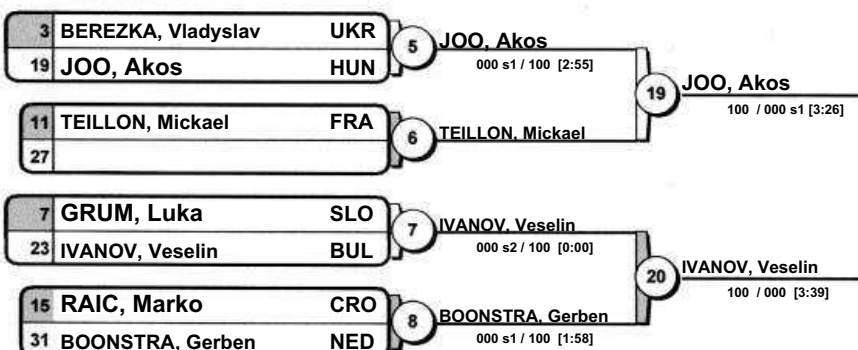 3 BEREZKA, Vladyslav UKR
19 JOO, Akos HUN
5 JOO, Akos
000 s1 / 100 [2:55]
11 TEILLON, Mickael FRA
27
6 TEILLON, Mickael
19 JOO, Akos
100 / 000 s1 [3:26]
7 GRUM, Luka SLO
23 IVANOV, Veselin BUL
7 IVANOV, Veselin
000 s2 / 100 [0:00]
15 RAIC, Marko CRO
31 BOONSTRA, Gerben NED
8 BOONSTRA, Gerben
000 s1 / 100 [1:58]
20 IVANOV, Veselin
100 / 000 [3:39]